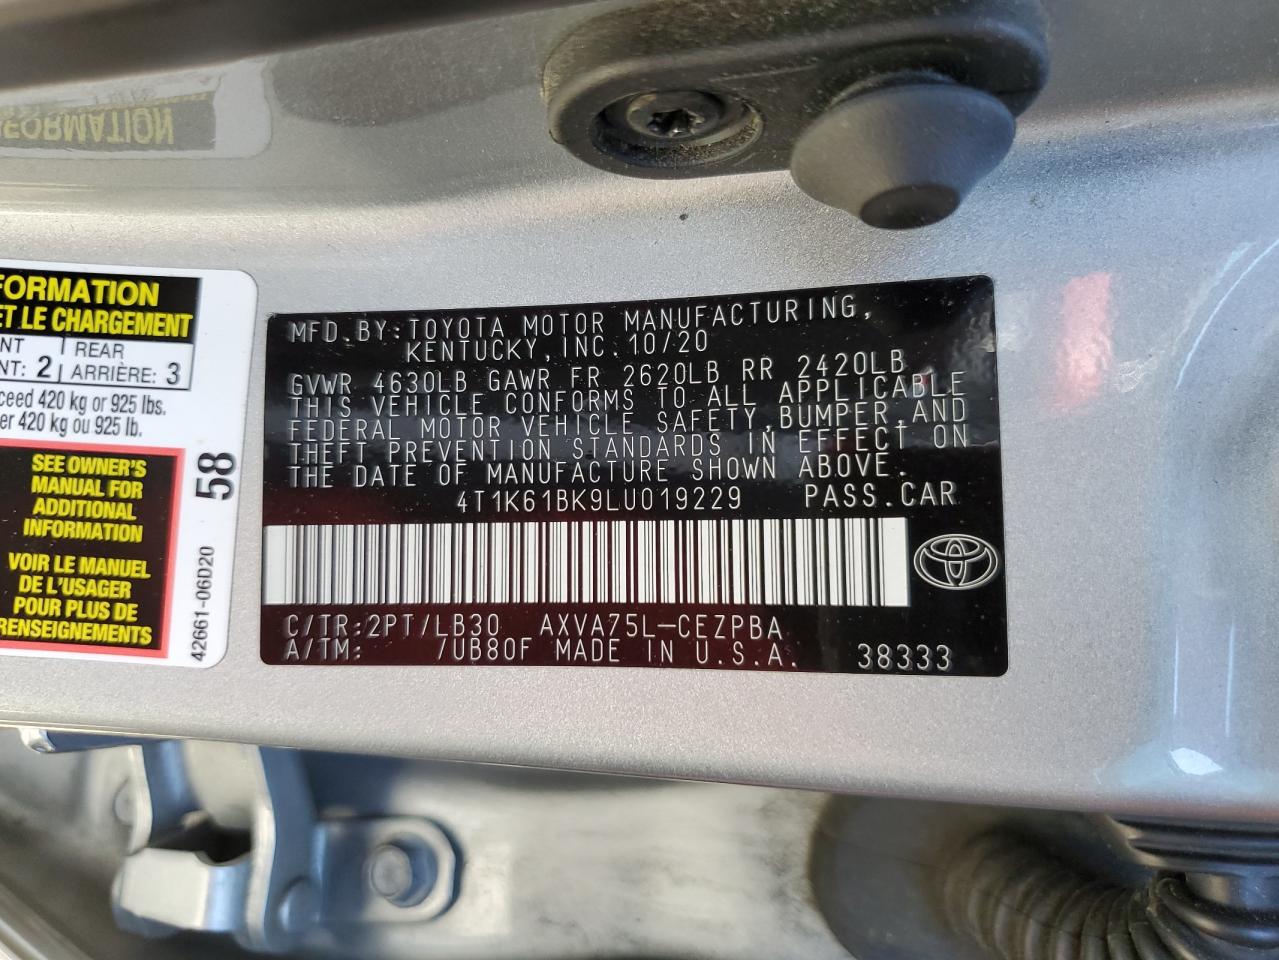 FORMATION
ET LE CHARGEMENT
NT REAR
NT: 2 ARRIÈRE: 3
ceed 420 kg or 925 lbs.
er 420 kg ou 925 lb.
SEE OWNER'S
MANUAL FOR
ADDITIONAL
INFORMATION
VOIR LE MANUEL
DE L'USAGER
POUR PLUS DE
RENSEIGNEMENTS
58
42661-06D20
MFD.BY:TOYOTA MOTOR MANUFACTURING,
KENTUCKY,INC.10/20
GVWR 4630LB GAWR FR 2620LB RR 2420LB
THIS VEHICLE CONFORMS TO ALL APPLICABLE
FEDERAL MOTOR VEHICLE SAFETY,BUMPER,AND
THEFT PREVENTION STANDARDS IN EFFECT ON
THE DATE OF MANUFACTURE SHOWN ABOVE.
4T1K61BK9LU019229 PASS.CAR
C/TR:2PT/LB30 AXVA75L-CEZPBA
A/TM: /UB80F MADE IN U.S.A. 38333